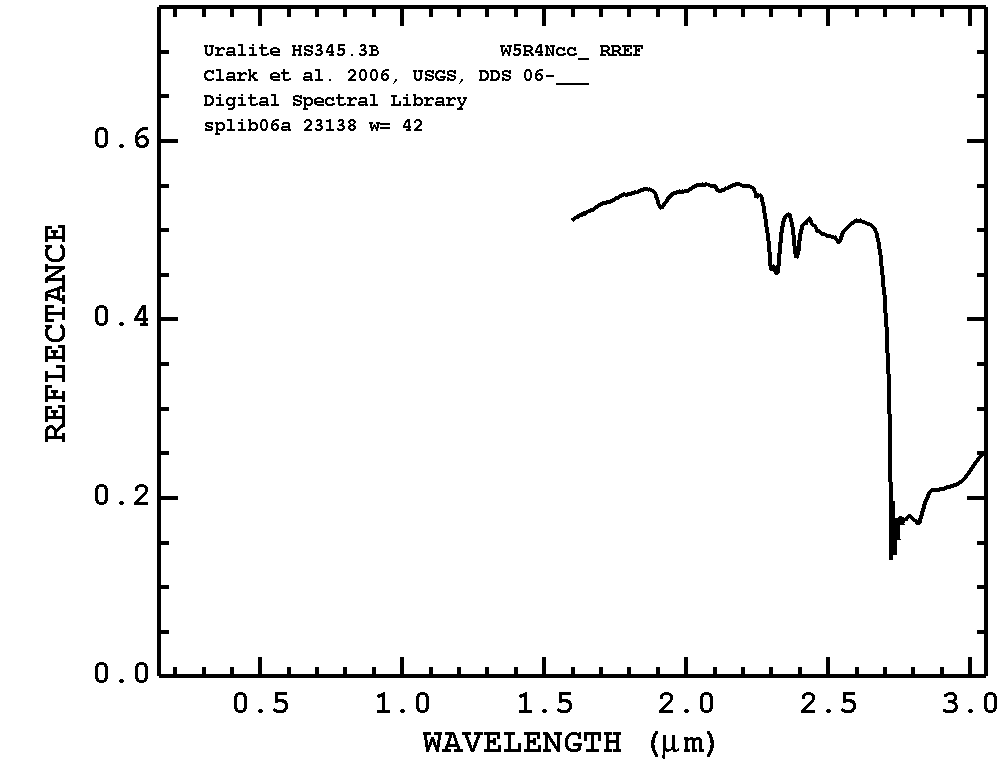 Uralite HS345.3B W5R4Ncc_ RREF
Clark et al. 2006, USGS, DDS 06-___
Digital Spectral Library
splib06a 23138 w= 42
REFLECTANCE
0.6
0.4
0.2
0.0
0.5 1.0 1.5 2.0 2.5 3.0
WAVELENGTH (μm)